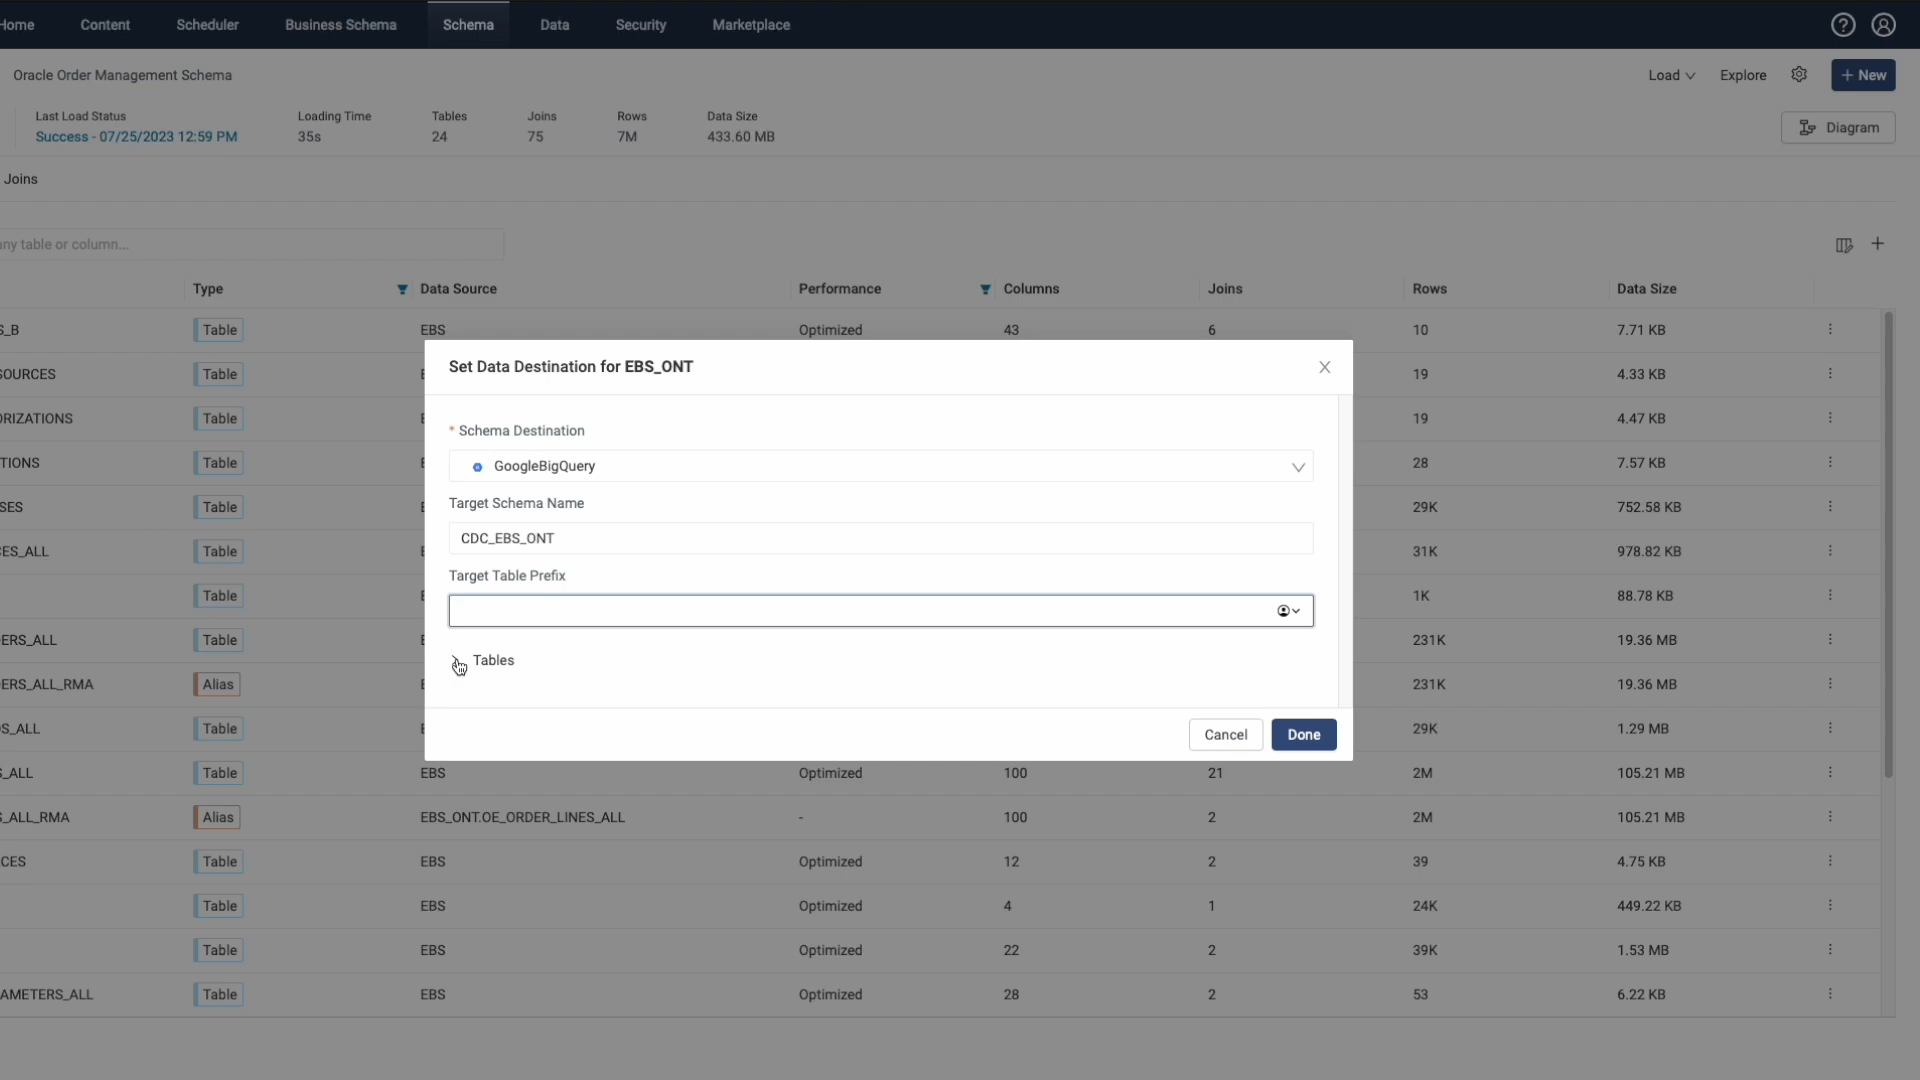 Home Content Scheduler Business Schema Schema Data Security Marketplace
Oracle Order Management Schema Load Explore + New
Last Load Status Loading Time Tables Joins Rows Data Size
Success - 07/25/2023 12:59 PM 35s 24 75 7M 433.60 MB
Diagram
Joins
any table or column...
Type Data Source Performance Columns Joins Rows Data Size
S_B Table EBS Optimized 43 6 10 7.71 KB
Set Data Destination for EBS_ONT
* Schema Destination
GoogleBigQuery
Target Schema Name
CDC_EBS_ONT
Target Table Prefix
Tables
Cancel Done
SOURCES Table E 19 4.33 KB
ORIZATIONS Table E 19 4.47 KB
TIONS Table E 28 7.57 KB
SES Table E 29K 752.58 KB
CES_ALL Table E 31K 978.82 KB
Table E 1K 88.78 KB
ERS_ALL Table E 231K 19.36 MB
ERS_ALL_RMA Alias E 231K 19.36 MB
DS_ALL Table E 29K 1.29 MB
S_ALL Table EBS Optimized 100 21 2M 105.21 MB
S_ALL_RMA Alias EBS_ONT.OE_ORDER_LINES_ALL - 100 2 2M 105.21 MB
CES Table EBS Optimized 12 2 39 4.75 KB
Table EBS Optimized 4 1 24K 449.22 KB
Table EBS Optimized 22 2 39K 1.53 MB
AMETERS_ALL Table EBS Optimized 28 2 53 6.22 KB